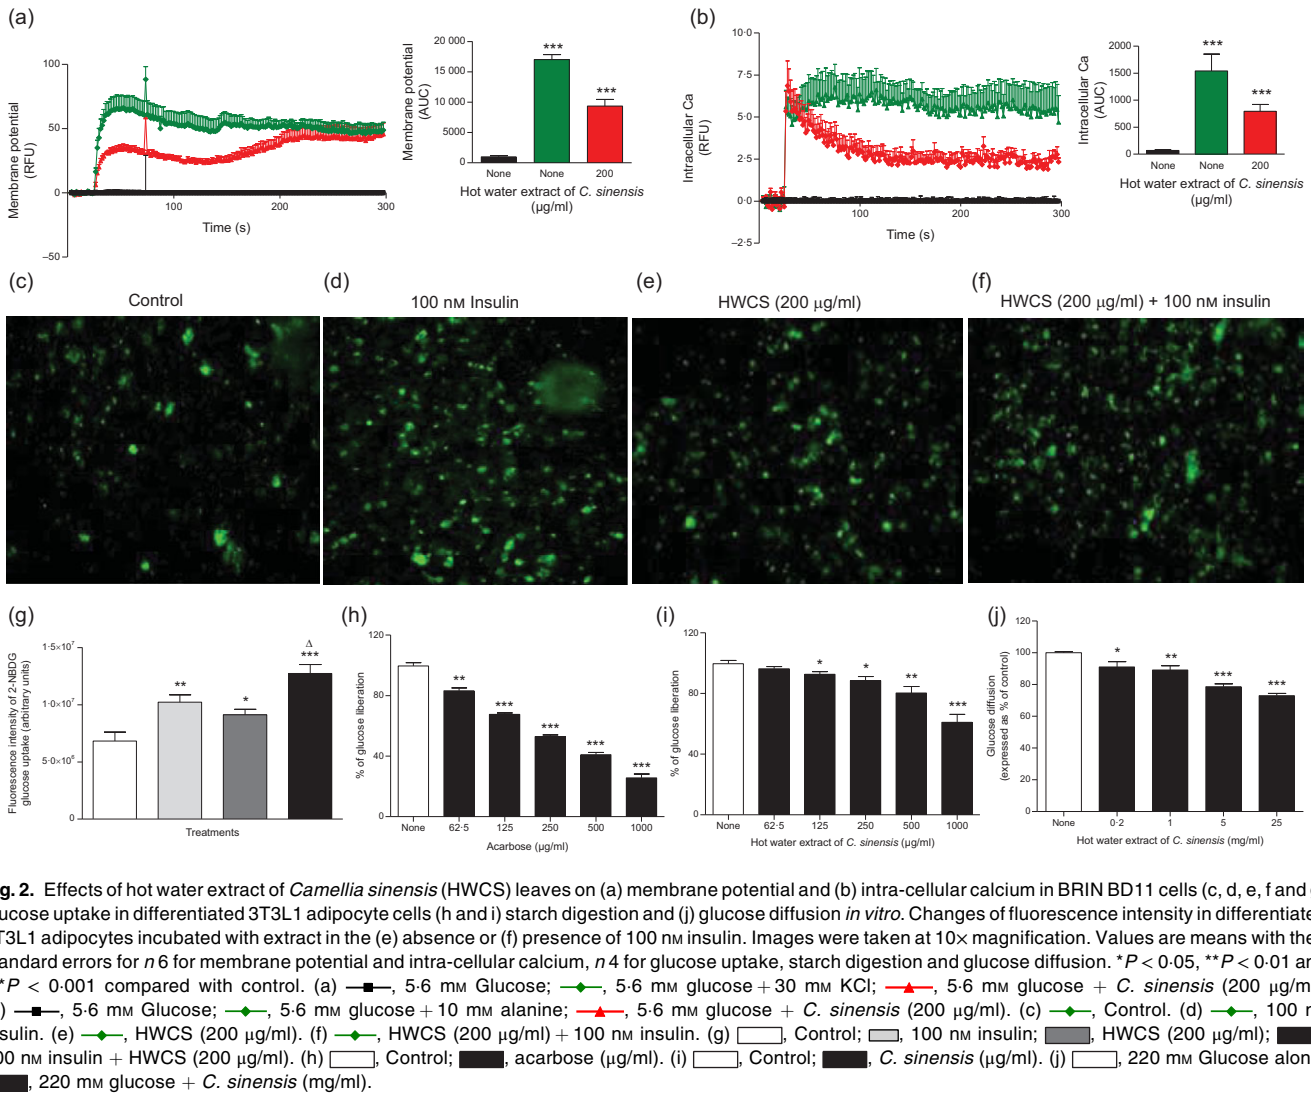 (a)
(b)
100
50
0
–50
100
200
300
Membrane potential
(RFU)
Time (s)
20 000
15 000
10 000
5000
0
Membrane potential
(AUC)
***
***
None
None
200
Hot water extract of C. sinensis
(µg/ml)
10·0
7·5
5·0
2·5
0·0
–2·5
100
200
300
Intracellular Ca
(RFU)
Time (s)
2000
1500
1000
500
0
Intracellular Ca
(AUC)
***
***
None
None
200
Hot water extract of C. sinensis
(µg/ml)
(c)
(d)
(e)
(f)
Control
100 nM Insulin
HWCS (200 µg/ml)
HWCS (200 µg/ml) + 100 nM insulin
(g)
(h)
(i)
(j)
1·5×10⁷
1·0×10⁷
5·0×10⁶
0
Fluorescence intensity of 2-NBDG
glucose uptake (arbitrary units)
**
*
Δ
***
Treatments
120
80
40
0
% of glucose liberation
**
***
***
***
***
None
62·5
125
250
500
1000
Acarbose (µg/ml)
120
80
40
0
% of glucose liberation
*
*
**
***
None
62·5
125
250
500
1000
Hot water extract of C. sinensis (µg/ml)
120
100
80
60
40
20
0
Glucose diffusion
(expressed as % of control)
*
**
***
***
None
0·2
1
5
25
Hot water extract of C. sinensis (mg/ml)
g. 2. Effects of hot water extract of Camellia sinensis (HWCS) leaves on (a) membrane potential and (b) intra-cellular calcium in BRIN BD11 cells (c, d, e, f and
ucose uptake in differentiated 3T3L1 adipocyte cells (h and i) starch digestion and (j) glucose diffusion in vitro. Changes of fluorescence intensity in differentiate
T3L1 adipocytes incubated with extract in the (e) absence or (f) presence of 100 nM insulin. Images were taken at 10× magnification. Values are means with the
andard errors for n 6 for membrane potential and intra-cellular calcium, n 4 for glucose uptake, starch digestion and glucose diffusion. *P < 0·05, **P < 0·01 an
*P < 0·001 compared with control. (a) , 5·6 mM Glucose; , 5·6 mM glucose + 30 mM KCl; , 5·6 mM glucose + C. sinensis (200 µg/m
) , 5·6 mM Glucose; , 5·6 mM glucose + 10 mM alanine; , 5·6 mM glucose + C. sinensis (200 µg/ml). (c) , Control. (d) , 100 n
sulin. (e) , HWCS (200 µg/ml). (f) , HWCS (200 µg/ml) + 100 nM insulin. (g) , Control; , 100 nM insulin; , HWCS (200 µg/ml);
00 nM insulin + HWCS (200 µg/ml). (h) , Control; , acarbose (µg/ml). (i) , Control; , C. sinensis (µg/ml). (j) , 220 mM Glucose alon
, 220 mM glucose + C. sinensis (mg/ml).